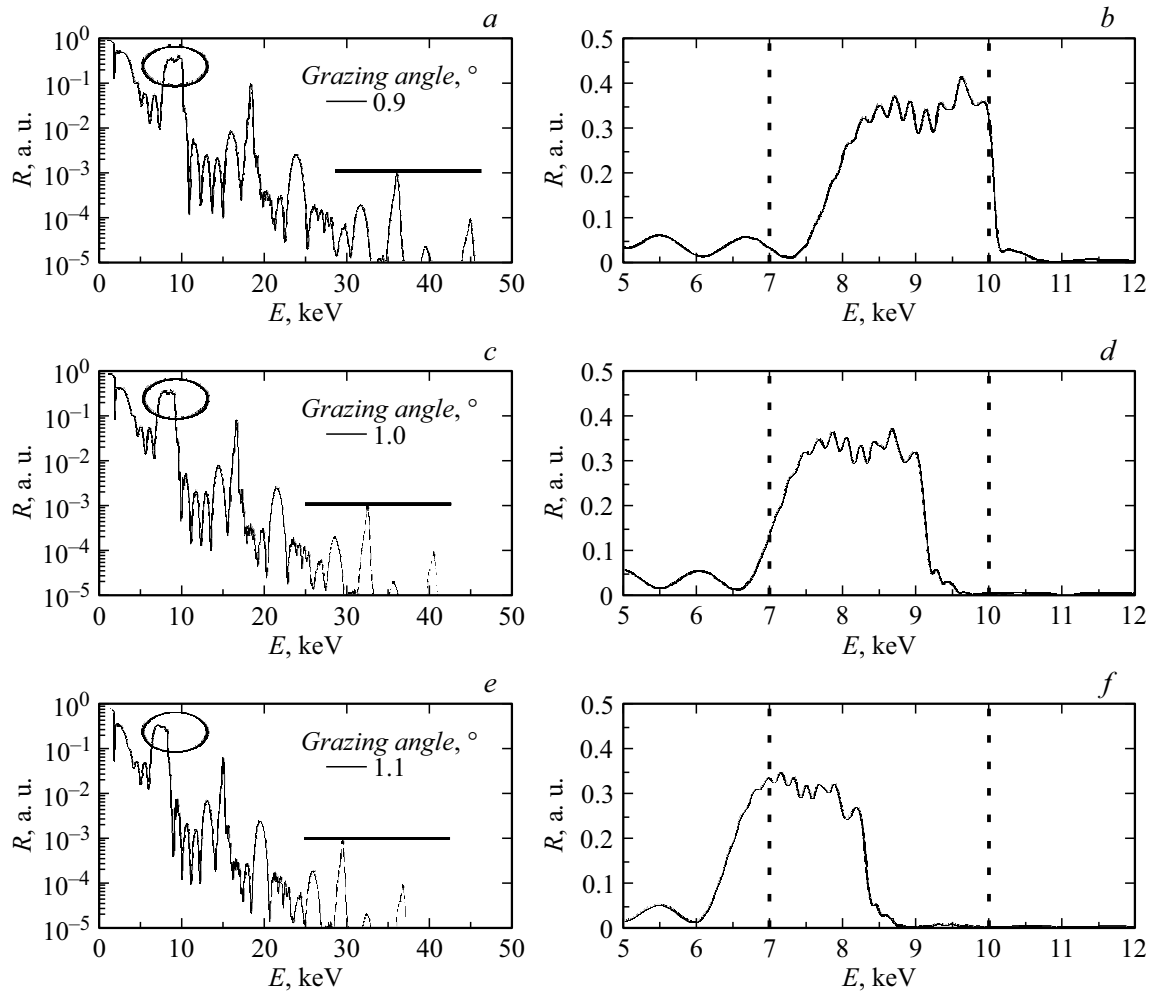 a
10⁰
10⁻¹
10⁻²
10⁻³
10⁻⁴
10⁻⁵
R, a. u.
Grazing angle, °
0.9
0 10 20 30 40 50
E, keV
b
0.5
0.4
0.3
0.2
0.1
0
R, a. u.
5 6 7 8 9 10 11 12
E, keV
c
10⁰
10⁻¹
10⁻²
10⁻³
10⁻⁴
10⁻⁵
R, a. u.
Grazing angle, °
1.0
0 10 20 30 40 50
E, keV
d
0.5
0.4
0.3
0.2
0.1
0
R, a. u.
5 6 7 8 9 10 11 12
E, keV
e
10⁰
10⁻¹
10⁻²
10⁻³
10⁻⁴
10⁻⁵
R, a. u.
Grazing angle, °
1.1
0 10 20 30 40 50
E, keV
f
0.5
0.4
0.3
0.2
0.1
0
R, a. u.
5 6 7 8 9 10 11 12
E, keV